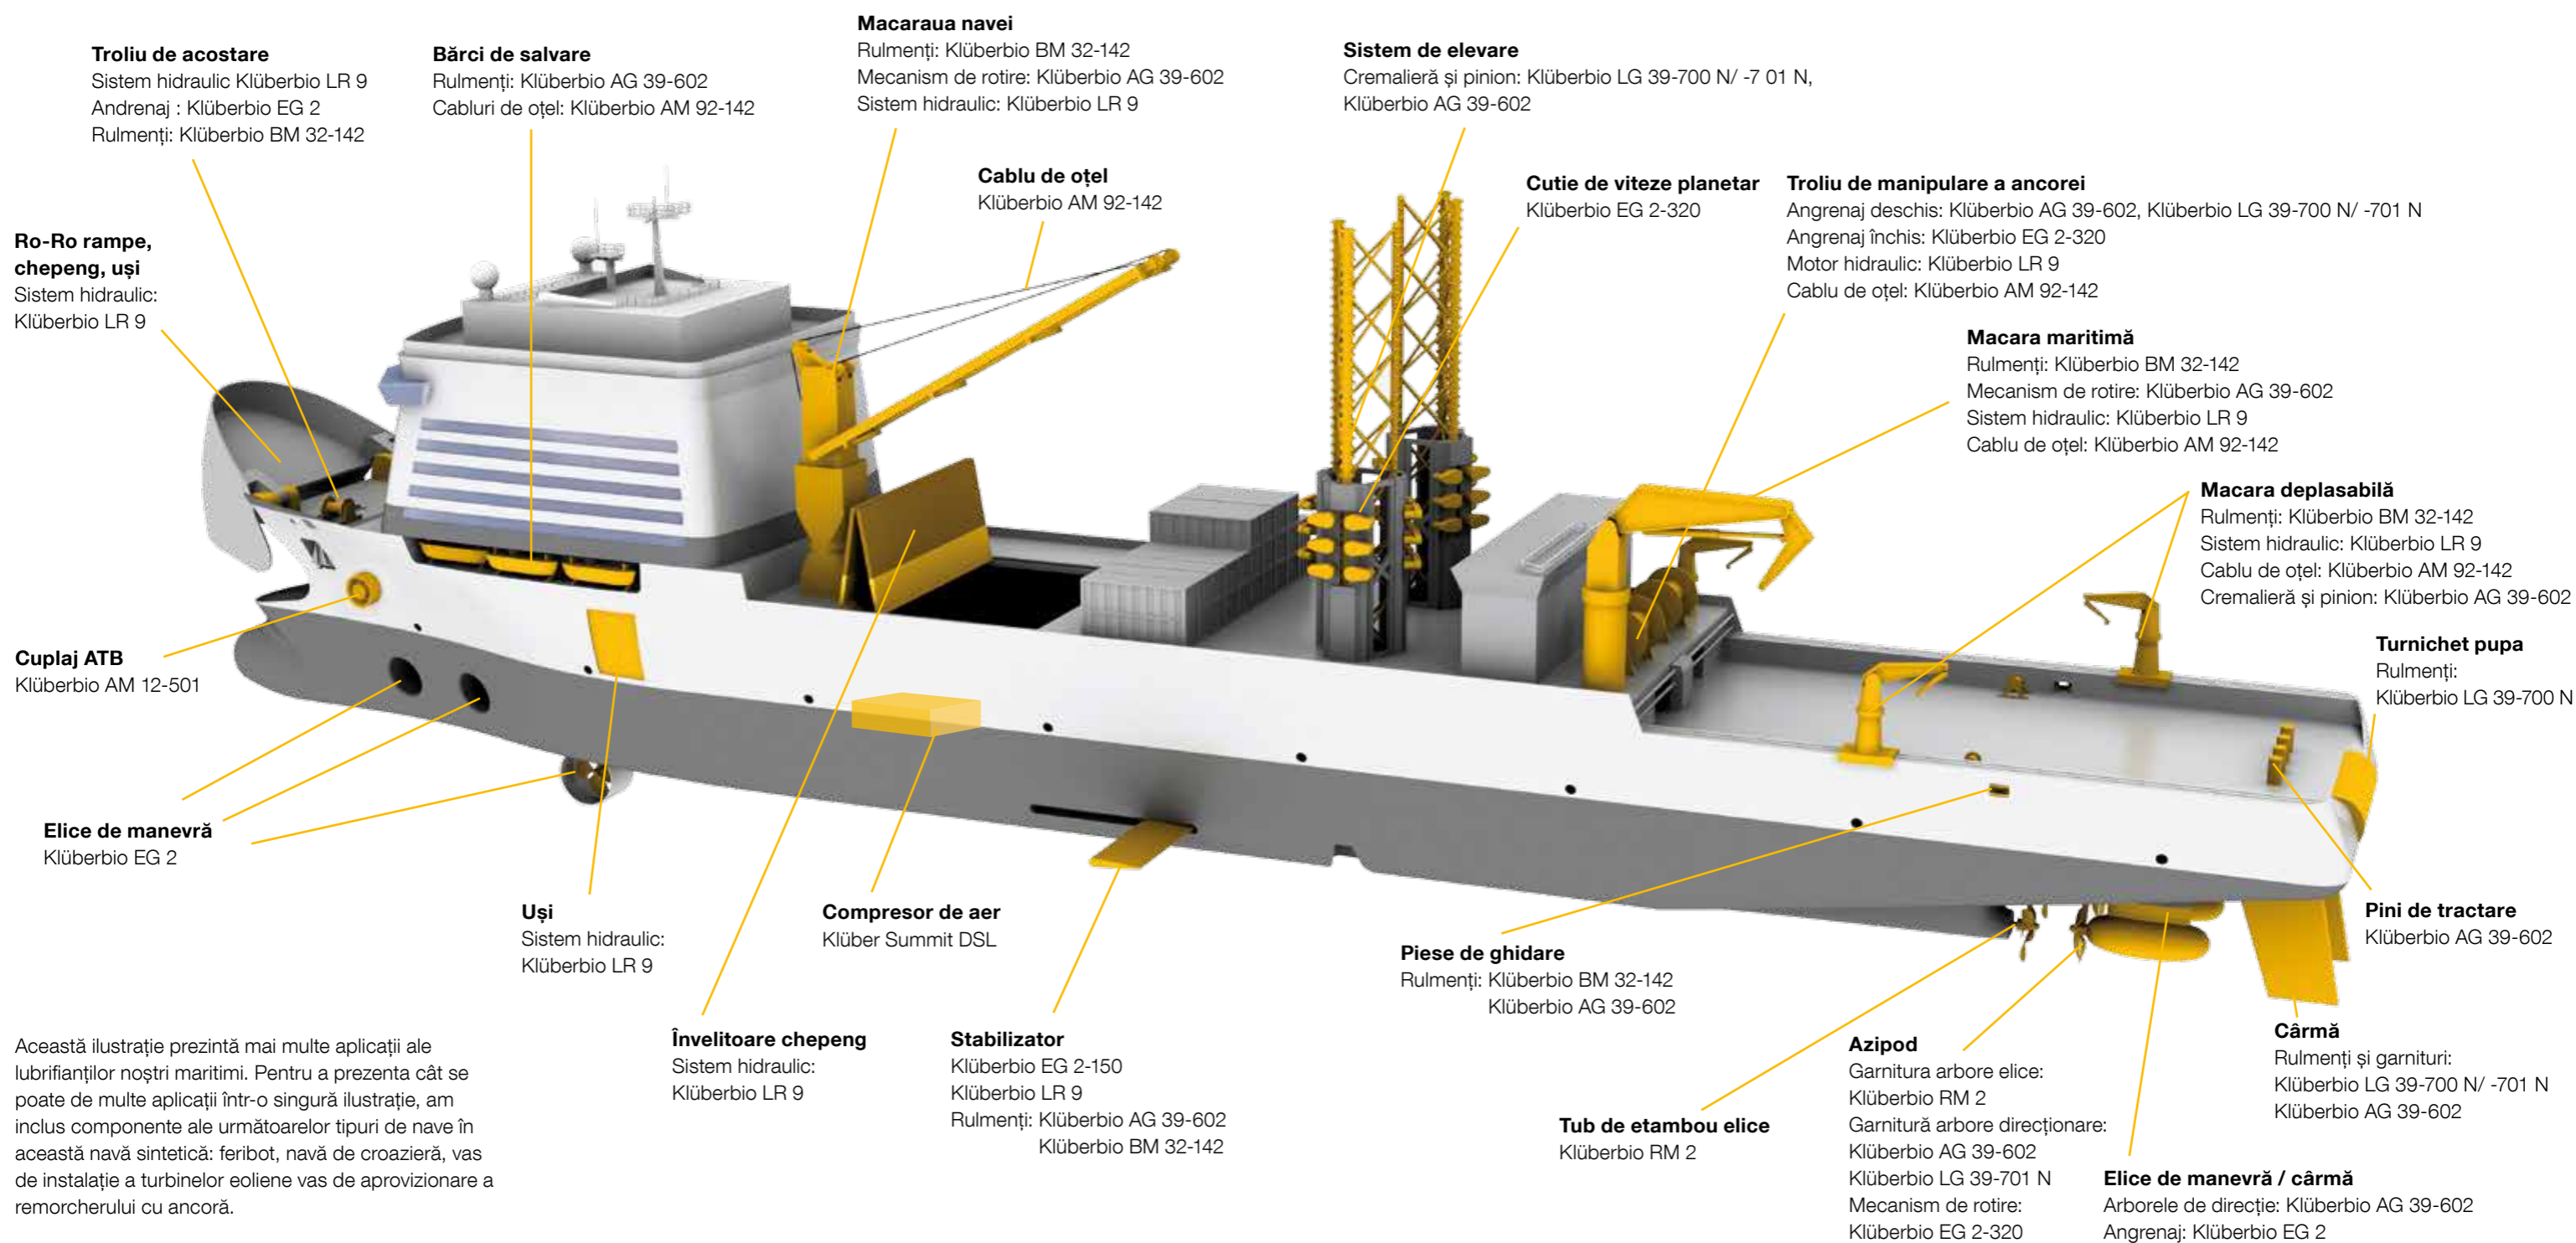 Troliu de acostare
Sistem hidraulic Klüberbio LR 9
Andrenaj : Klüberbio EG 2
Rulmenți: Klüberbio BM 32-142
Bărci de salvare
Rulmenți: Klüberbio AG 39-602
Cabluri de oțel: Klüberbio AM 92-142
Macaraua navei
Rulmenți: Klüberbio BM 32-142
Mecanism de rotire: Klüberbio AG 39-602
Sistem hidraulic: Klüberbio LR 9
Cablu de oțel
Klüberbio AM 92-142
Sistem de elevare
Cremalieră și pinion: Klüberbio LG 39-700 N/ -7 01 N,
Klüberbio AG 39-602
Cutie de viteze planetar
Klüberbio EG 2-320
Troliu de manipulare a ancorei
Angrenaj deschis: Klüberbio AG 39-602, Klüberbio LG 39-700 N/ -701 N
Angrenaj închis: Klüberbio EG 2-320
Motor hidraulic: Klüberbio LR 9
Cablu de oțel: Klüberbio AM 92-142
Ro-Ro rampe,
chepeng, uși
Sistem hidraulic:
Klüberbio LR 9
Macara maritimă
Rulmenți: Klüberbio BM 32-142
Mecanism de rotire: Klüberbio AG 39-602
Sistem hidraulic: Klüberbio LR 9
Cablu de oțel: Klüberbio AM 92-142
Macara deplasabilă
Rulmenți: Klüberbio BM 32-142
Sistem hidraulic: Klüberbio LR 9
Cablu de oțel: Klüberbio AM 92-142
Cremalieră și pinion: Klüberbio AG 39-602
Turnichet pupa
Rulmenți:
Klüberbio LG 39-700 N
Cuplaj ATB
Klüberbio AM 12-501
Elice de manevră
Klüberbio EG 2
Uși
Sistem hidraulic:
Klüberbio LR 9
Compresor de aer
Klüber Summit DSL
Învelitoare chepeng
Sistem hidraulic:
Klüberbio LR 9
Stabilizator
Klüberbio EG 2-150
Klüberbio LR 9
Rulmenți: Klüberbio AG 39-602
Klüberbio BM 32-142
Piese de ghidare
Rulmenți: Klüberbio BM 32-142
Klüberbio AG 39-602
Tub de etambou elice
Klüberbio RM 2
Azipod
Garnitura arbore elice:
Klüberbio RM 2
Garnitură arbore direcționare:
Klüberbio AG 39-602
Klüberbio LG 39-701 N
Mecanism de rotire:
Klüberbio EG 2-320
Pini de tractare
Klüberbio AG 39-602
Cârmă
Rulmenți și garnituri:
Klüberbio LG 39-700 N/ -701 N
Klüberbio AG 39-602
Elice de manevră / cârmă
Arborele de direcție: Klüberbio AG 39-602
Angrenaj: Klüberbio EG 2
Această ilustrație prezintă mai multe aplicații ale
lubrifianților noștri maritimi. Pentru a prezenta cât se
poate de multe aplicații într-o singură ilustrație, am
inclus componente ale următoarelor tipuri de nave în
această navă sintetică: feribot, navă de croazieră, vas
de instalație a turbinelor eoliene vas de aprovizionare a
remorcherului cu ancoră.